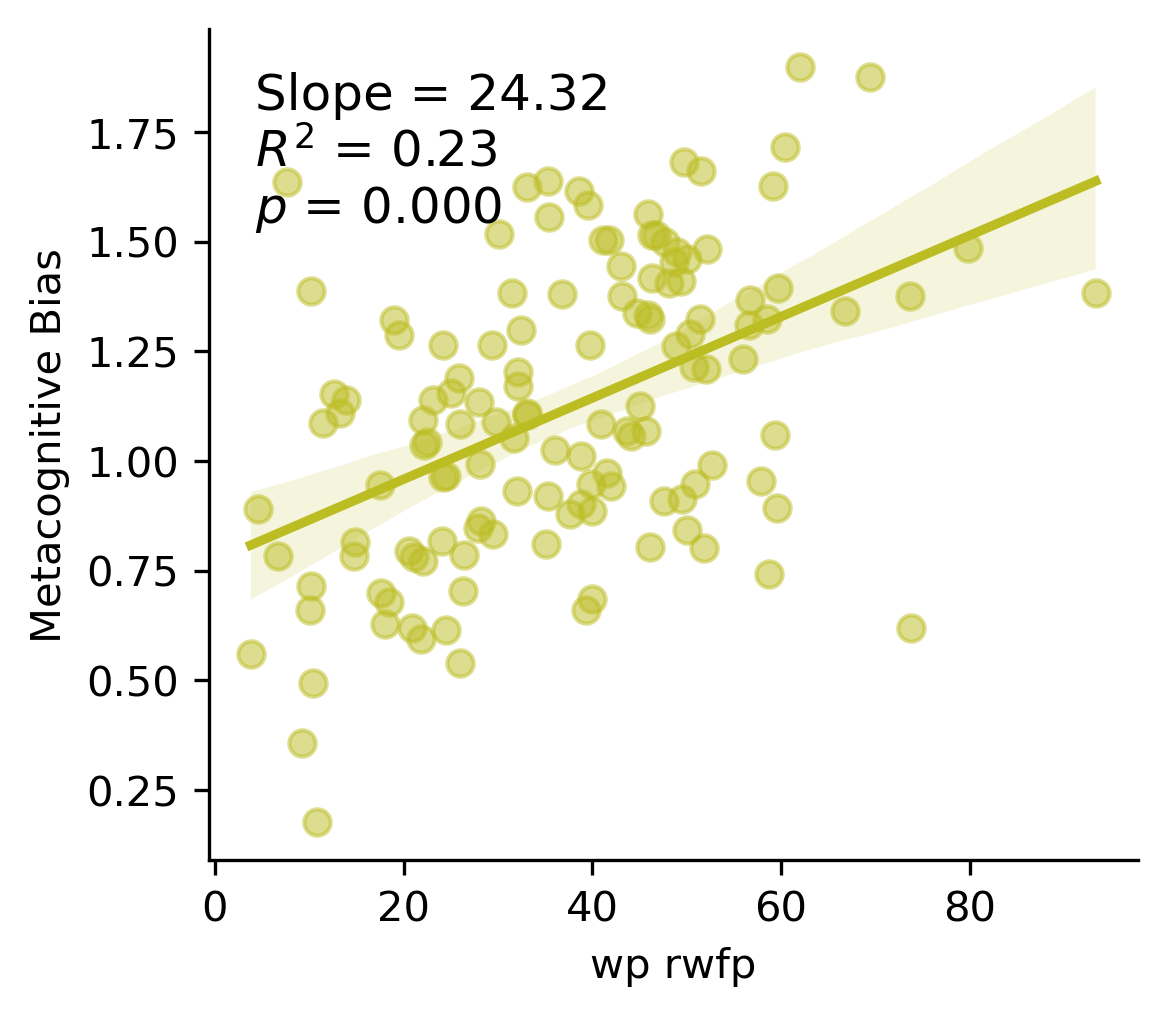 Slope = 24.32
R² = 0.23
p = 0.000
Metacognitive Bias
1.75
1.50
1.25
1.00
0.75
0.50
0.25
0 20 40 60 80
wp rwfp